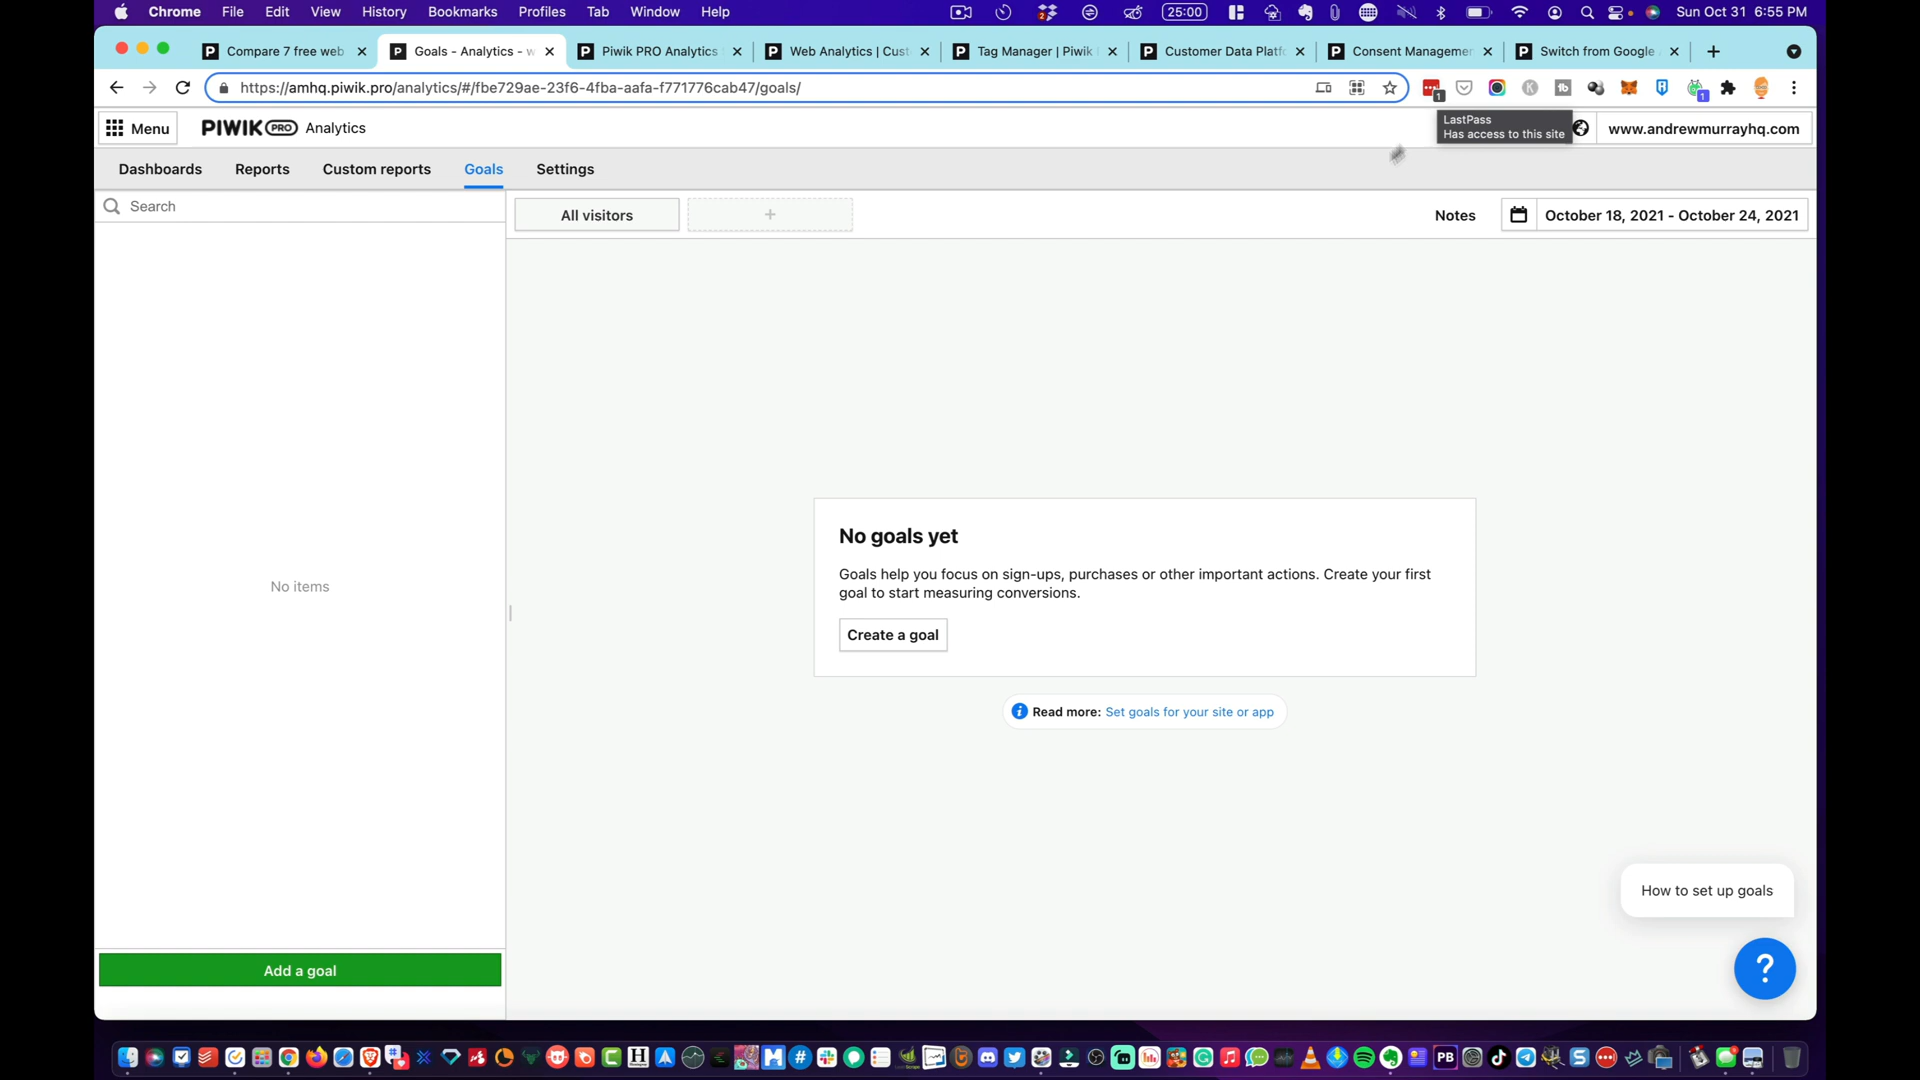 Chrome File Edit View History Bookmarks Profiles Tab Window Help 2 25:00 Sun Oct 31 6:55 PM
Compare 7 free web Goals - Analytics - w Piwik PRO Analytics Web Analytics | Cust Tag Manager | Piwik Customer Data Platf Consent Managemen Switch from Google
https://amhq.piwik.pro/analytics/#/fbe729ae-23f6-4fba-aafa-f771776cab47/goals/ 1 1
Menu PIWIK PRO Analytics www.andrewmurrayhq.com
LastPass
Has access to this site
Dashboards Reports Custom reports Goals Settings
Search
All visitors + Notes October 18, 2021 - October 24, 2021
No goals yet
Goals help you focus on sign-ups, purchases or other important actions. Create your first
goal to start measuring conversions.
No items
Create a goal
Read more: Set goals for your site or app
How to set up goals
Add a goal
?